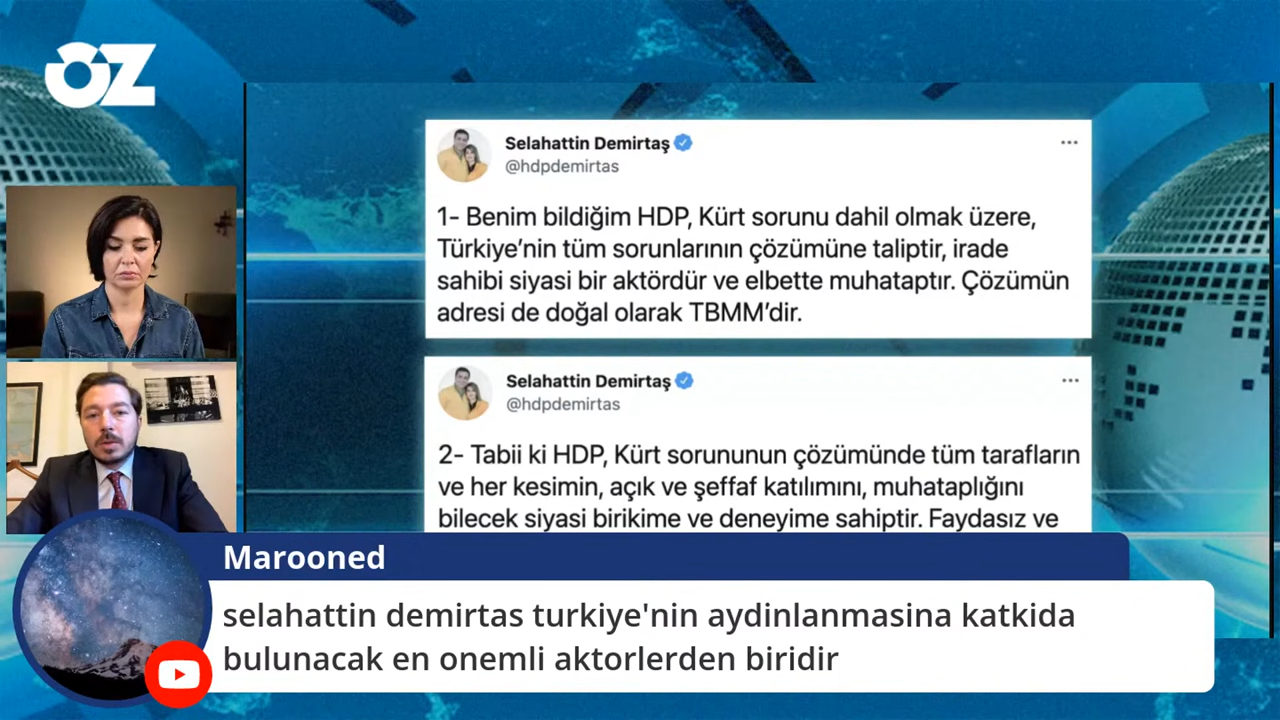 ÖZ
Selahattin Demirtaş
@hdpdemirtas
1- Benim bildiğim HDP, Kürt sorunu dahil olmak üzere,
Türkiye'nin tüm sorunlarının çözümüne taliptir, irade
sahibi siyasi bir aktördür ve elbette muhataptır. Çözümün
adresi de doğal olarak TBMM'dir.
Selahattin Demirtaş
@hdpdemirtas
2- Tabii ki HDP, Kürt sorununun çözümünde tüm tarafların
ve her kesimin, açık ve şeffaf katılımını, muhataplığını
bilecek siyasi birikime ve deneyime sahiptir. Faydasız ve
Marooned
selahattin demirtas turkiye'nin aydinlanmasina katkida
bulunacak en onemli aktorlerden biridir